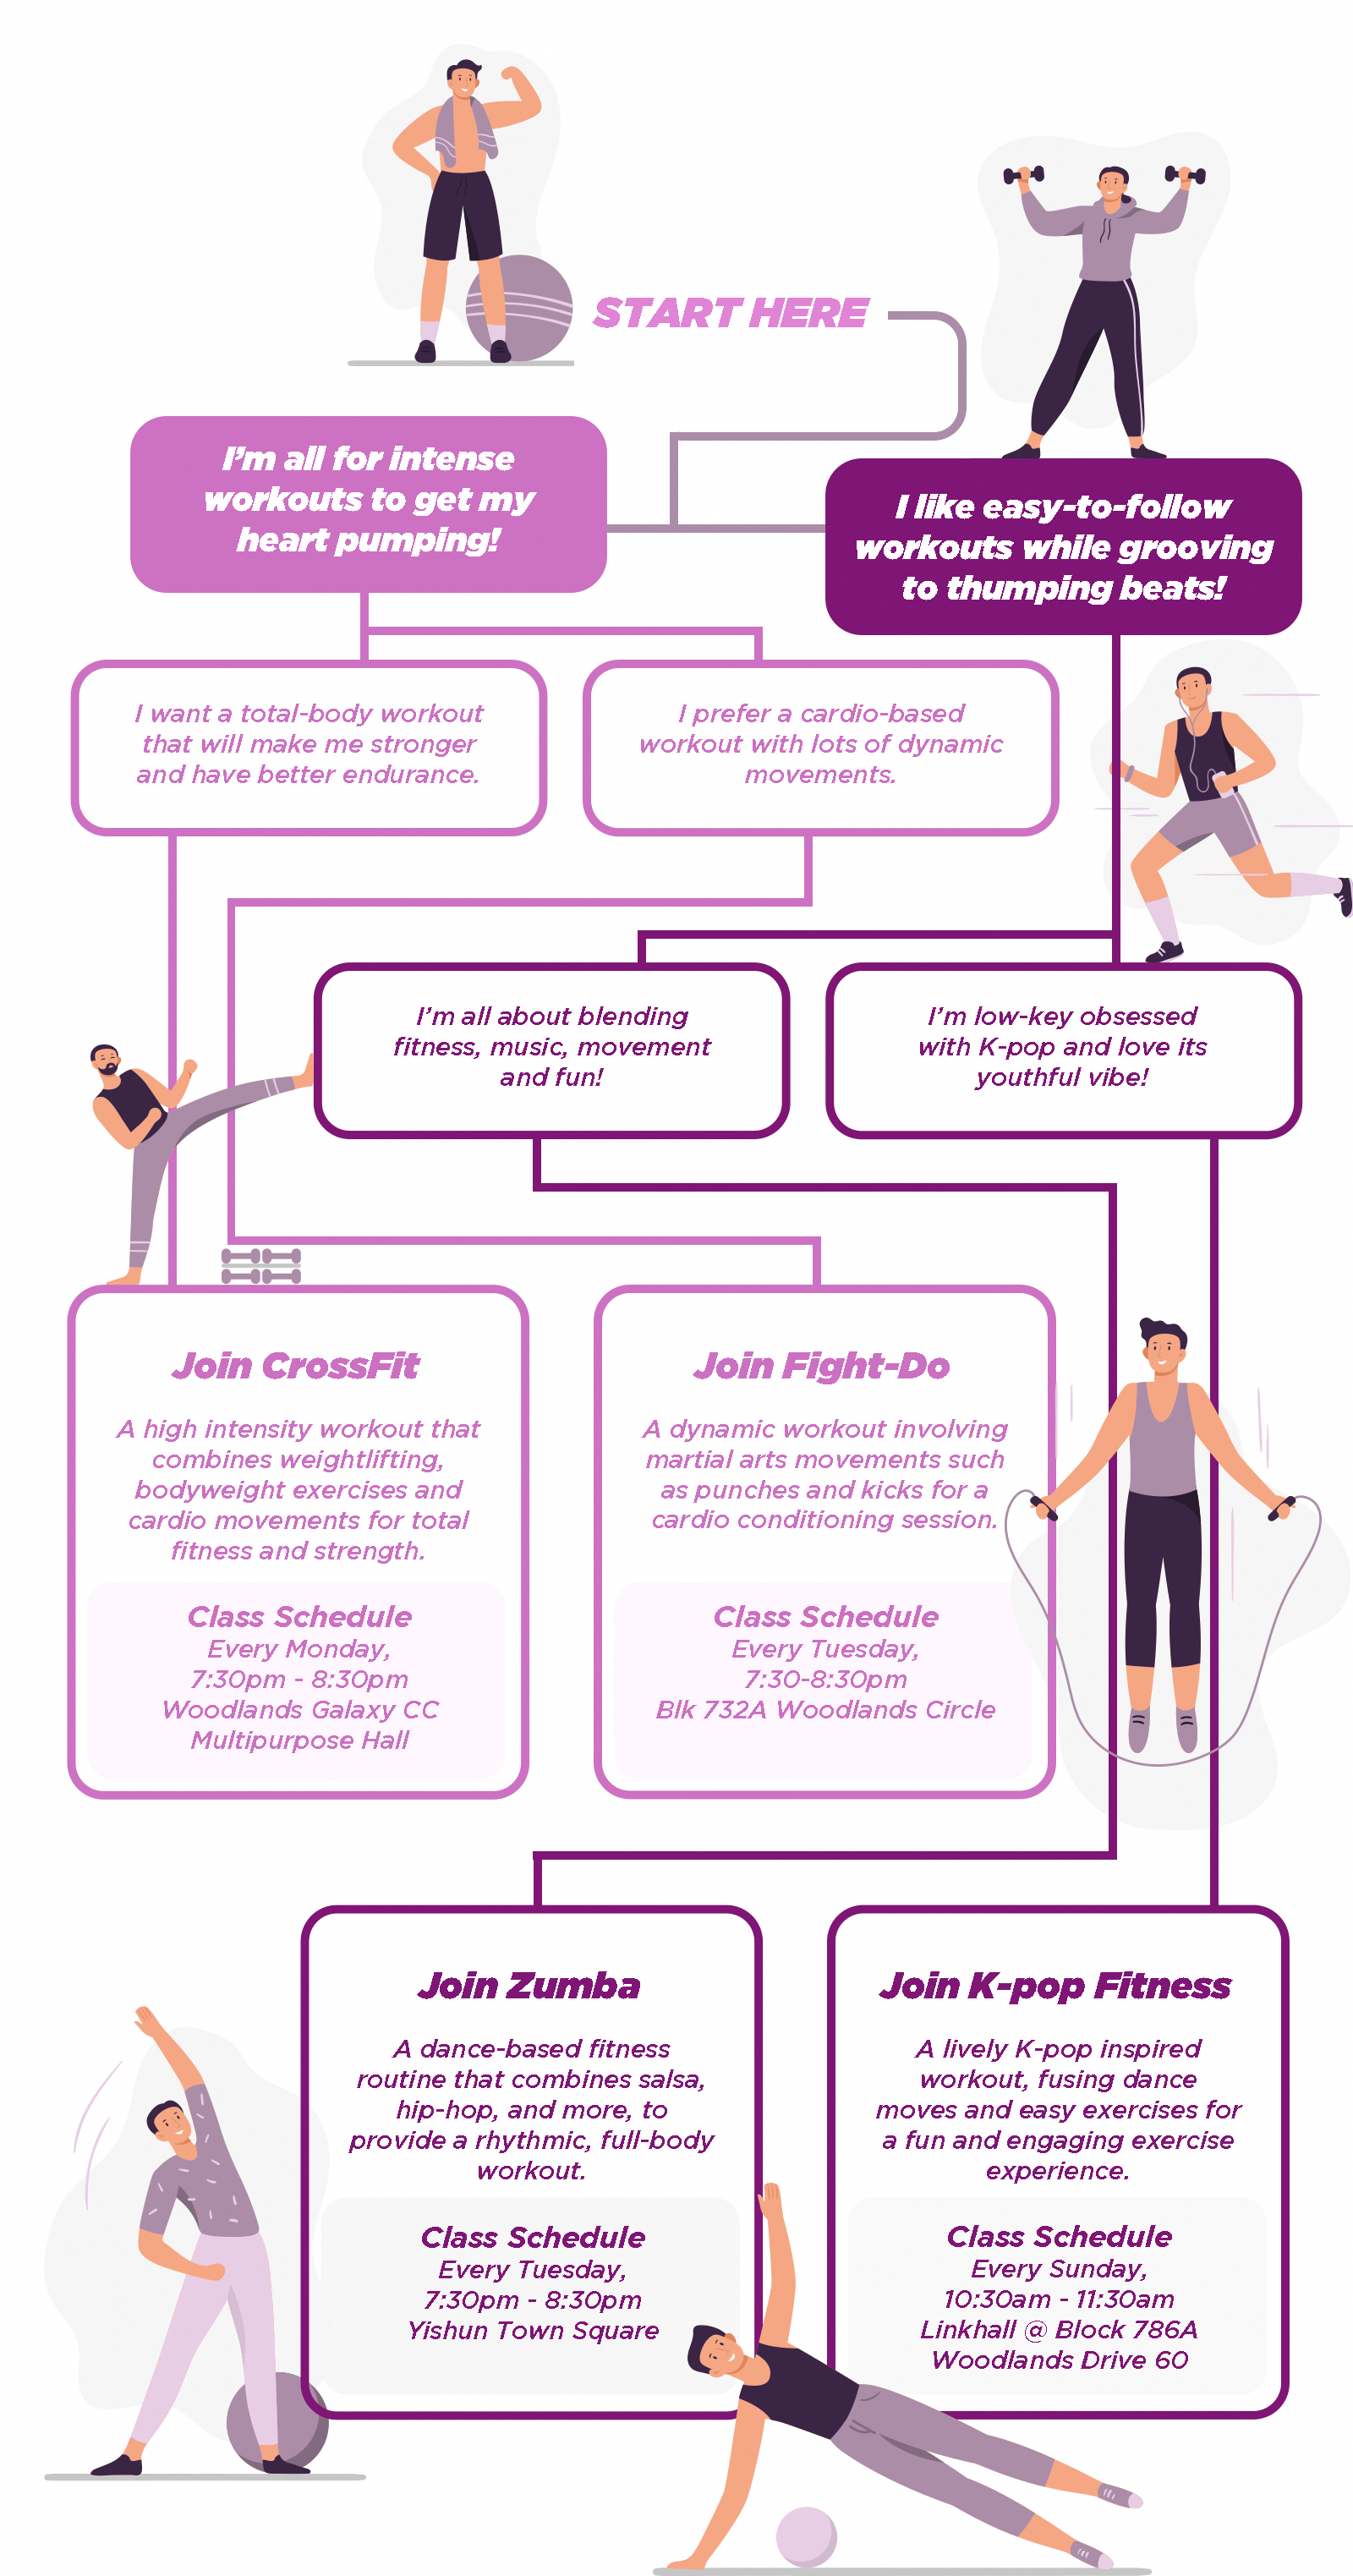 START HERE
I'm all for intense
workouts to get my
heart pumping!
I like easy-to-follow
workouts while grooving
to thumping beats!
I want a total-body workout
that will make me stronger
and have better endurance.
I prefer a cardio-based
workout with lots of dynamic
movements.
I'm all about blending
fitness, music, movement
and fun!
I'm low-key obsessed
with K-pop and love its
youthful vibe!
Join CrossFit
A high intensity workout that
combines weightlifting,
bodyweight exercises and
cardio movements for total
fitness and strength.
Class Schedule
Every Monday,
7:30pm - 8:30pm
Woodlands Galaxy CC
Multipurpose Hall
Join Fight-Do
A dynamic workout involving
martial arts movements such
as punches and kicks for a
cardio conditioning session.
Class Schedule
Every Tuesday,
7:30-8:30pm
Blk 732A Woodlands Circle
Join Zumba
A dance-based fitness
routine that combines salsa,
hip-hop, and more, to
provide a rhythmic, full-body
workout.
Class Schedule
Every Tuesday,
7:30pm - 8:30pm
Yishun Town Square
Join K-pop Fitness
A lively K-pop inspired
workout, fusing dance
moves and easy exercises for
a fun and engaging exercise
experience.
Class Schedule
Every Sunday,
10:30am - 11:30am
Linkhall @ Block 786A
Woodlands Drive 60